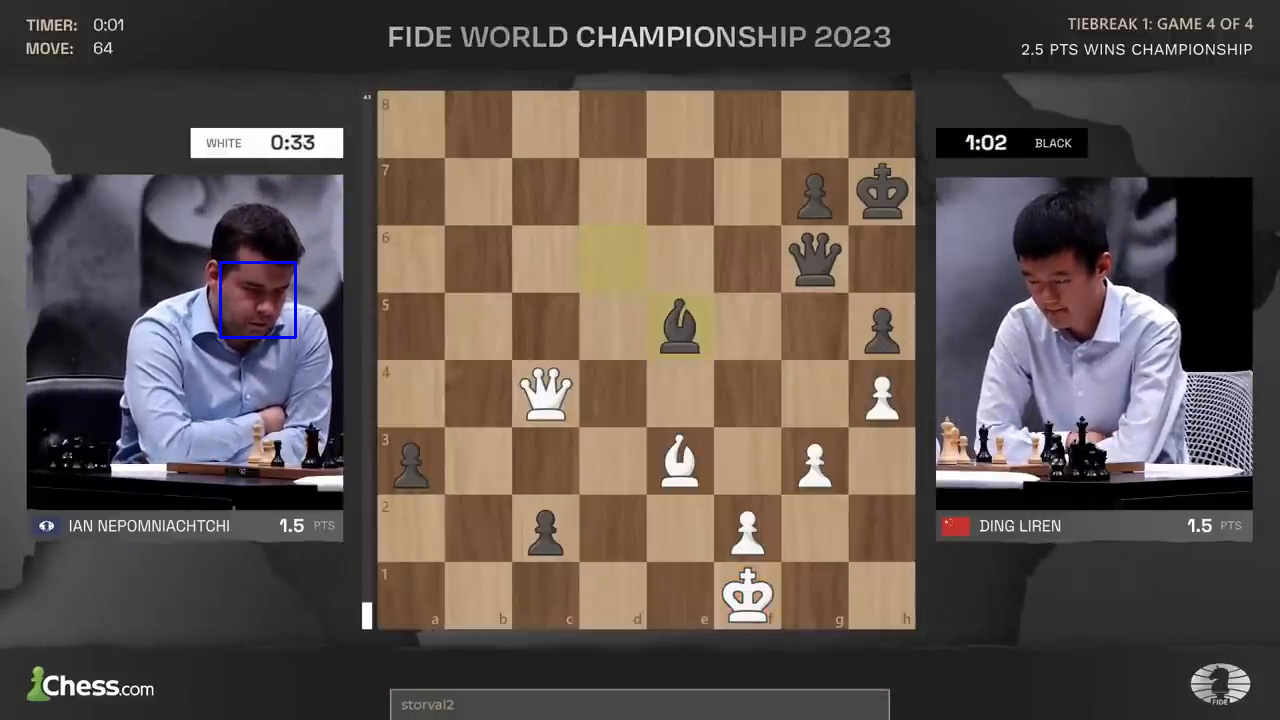 TIMER: 0:01
MOVE: 64
FIDE WORLD CHAMPIONSHIP 2023
TIEBREAK 1: GAME 4 OF 4
2.5 PTS WINS CHAMPIONSHIP
WHITE 0:33
1:02 BLACK
8
7
6
5
4
3
2
1
a b c d e f g h
IAN NEPOMNIACHTCHI 1.5 PTS
DING LIREN 1.5 PTS
Chess.com
storval2
FIDE